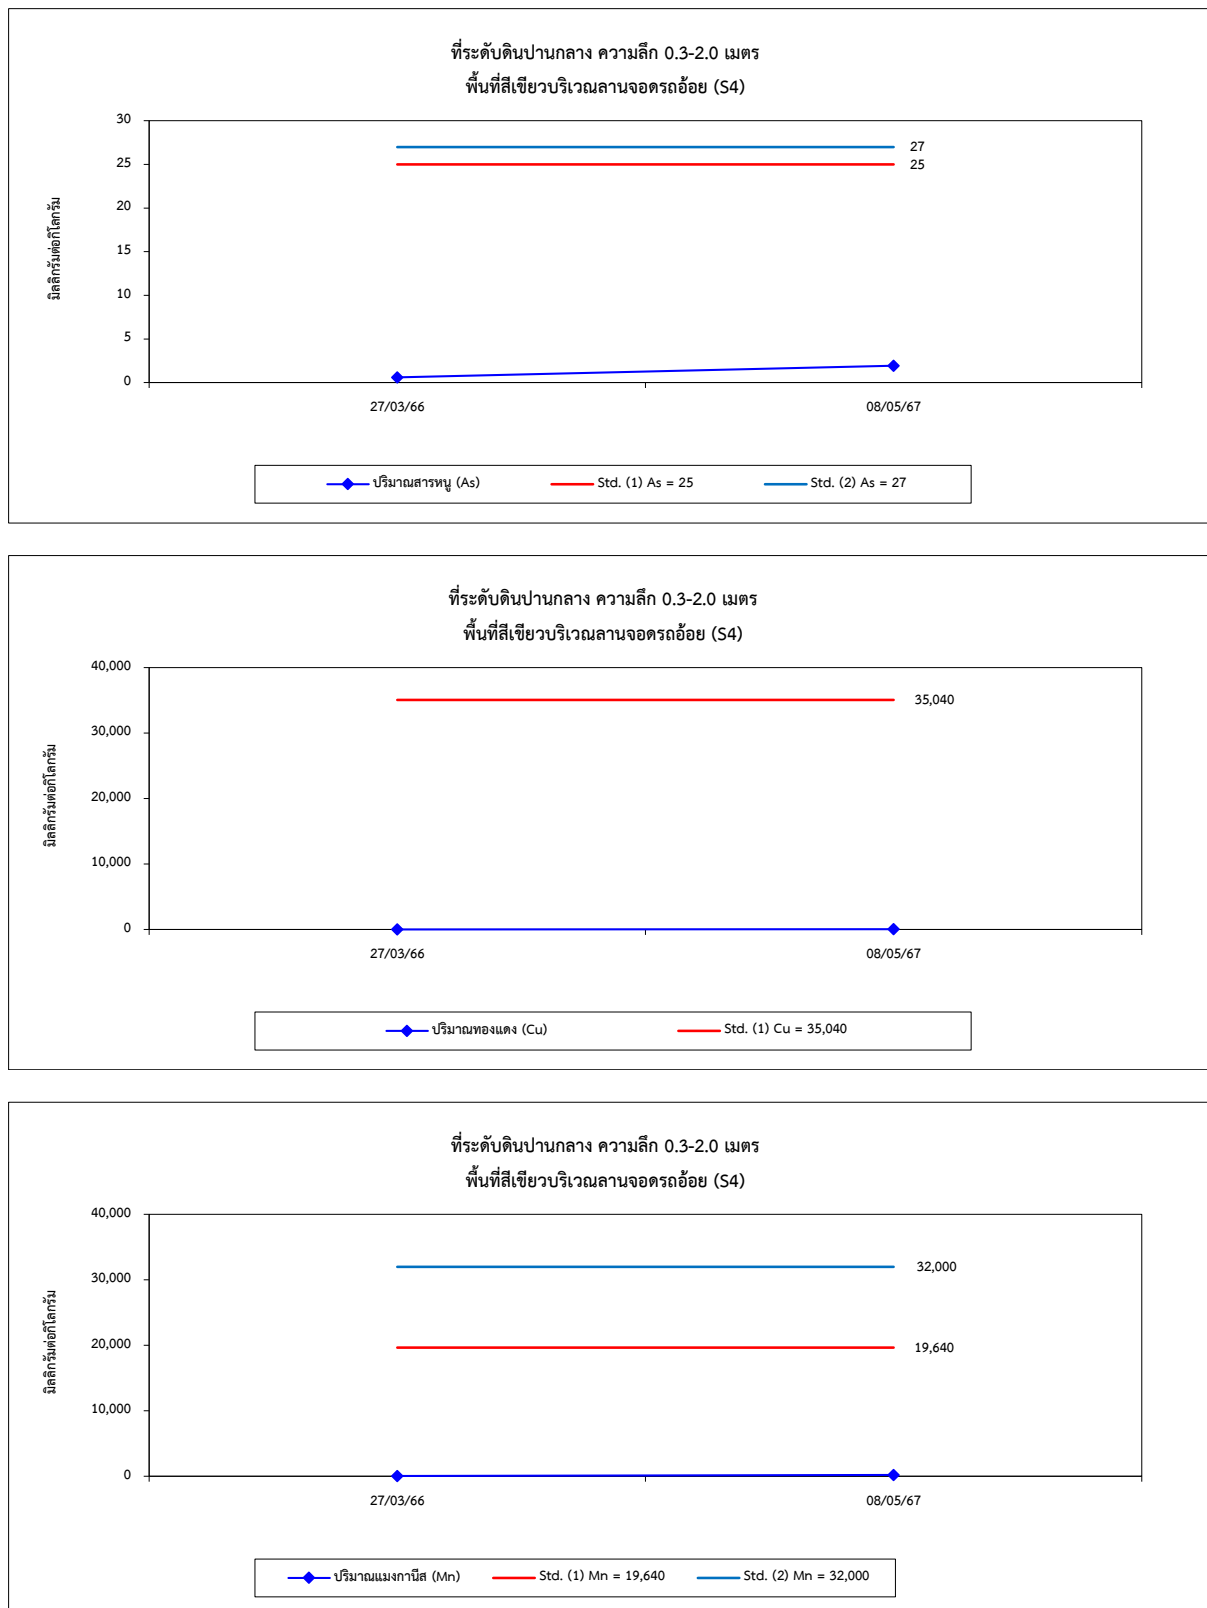 ที่ระดับดินปานกลาง ความลึก 0.3-2.0 เมตร
พื้นที่สีเขียวบริเวณลานจอดรถอ้อย (S4)
มิลลิกรัมต่อกิโลกรัม
30
25
20
15
10
5
0
27
25
27/03/66 08/05/67
ปริมาณสารหนู (As) Std. (1) As = 25 Std. (2) As = 27
ที่ระดับดินปานกลาง ความลึก 0.3-2.0 เมตร
พื้นที่สีเขียวบริเวณลานจอดรถอ้อย (S4)
มิลลิกรัมต่อกิโลกรัม
40,000
30,000
20,000
10,000
0
35,040
27/03/66 08/05/67
ปริมาณทองแดง (Cu) Std. (1) Cu = 35,040
ที่ระดับดินปานกลาง ความลึก 0.3-2.0 เมตร
พื้นที่สีเขียวบริเวณลานจอดรถอ้อย (S4)
มิลลิกรัมต่อกิโลกรัม
40,000
30,000
20,000
10,000
0
32,000
19,640
27/03/66 08/05/67
ปริมาณแมงกานีส (Mn) Std. (1) Mn = 19,640 Std. (2) Mn = 32,000